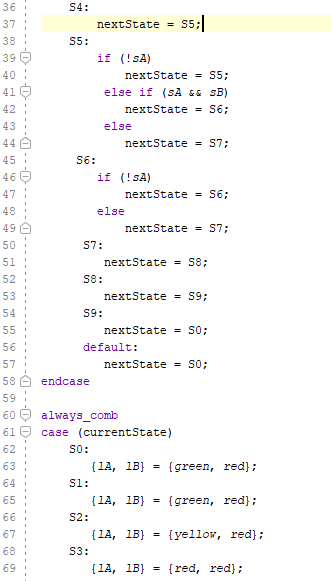 36 S4:
37 nextState = S5;
38 S5:
39 if (!sA)
40 nextState = S5;
41 else if (sA && sB)
42 nextState = S6;
43 else
44 nextState = S7;
45 S6:
46 if (!sA)
47 nextState = S6;
48 else
49 nextState = S7;
50 S7:
51 nextState = S8;
52 S8:
53 nextState = S9;
54 S9:
55 nextState = S0;
56 default:
57 nextState = S0;
58 endcase
59
60 always_comb
61 case (currentState)
62 S0:
63 {lA, lB} = {green, red};
64 S1:
65 {lA, lB} = {green, red};
66 S2:
67 {lA, lB} = {yellow, red};
68 S3:
69 {lA, lB} = {red, red};